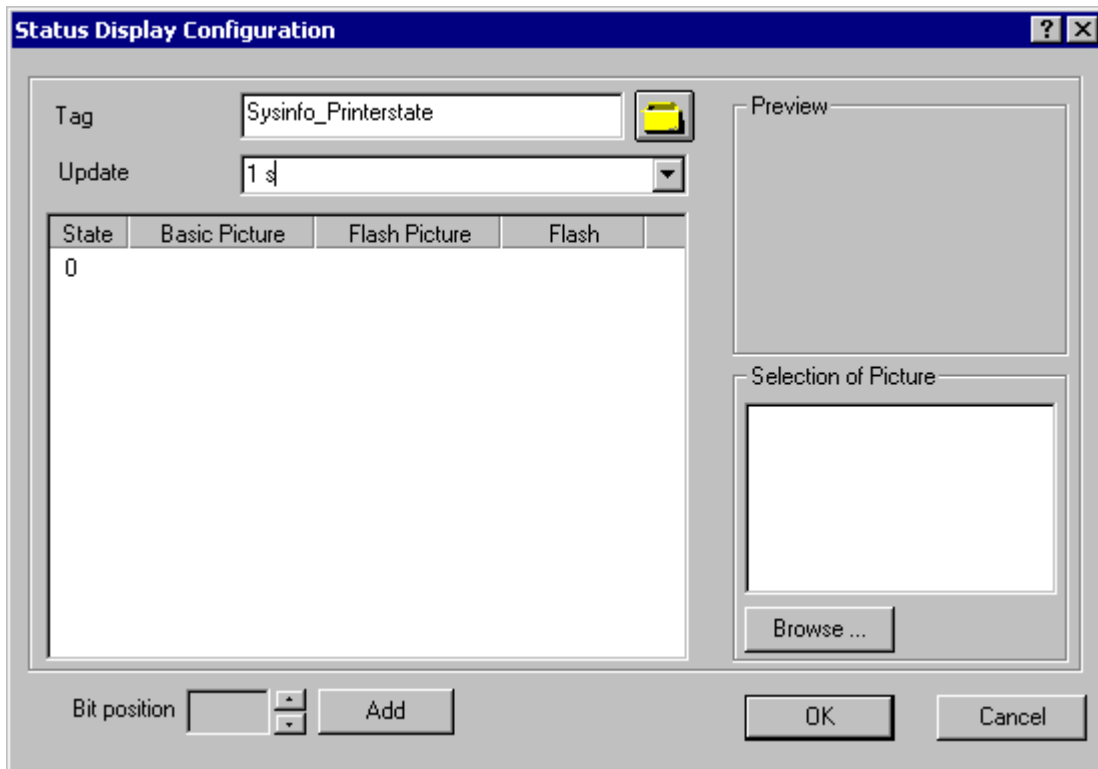 Status Display Configuration
Tag
Sysinfo_Printerstate
Update
1 s
State Basic Picture Flash Picture Flash
0
Preview
Selection of Picture
Browse ...
Bit position
Add
OK
Cancel